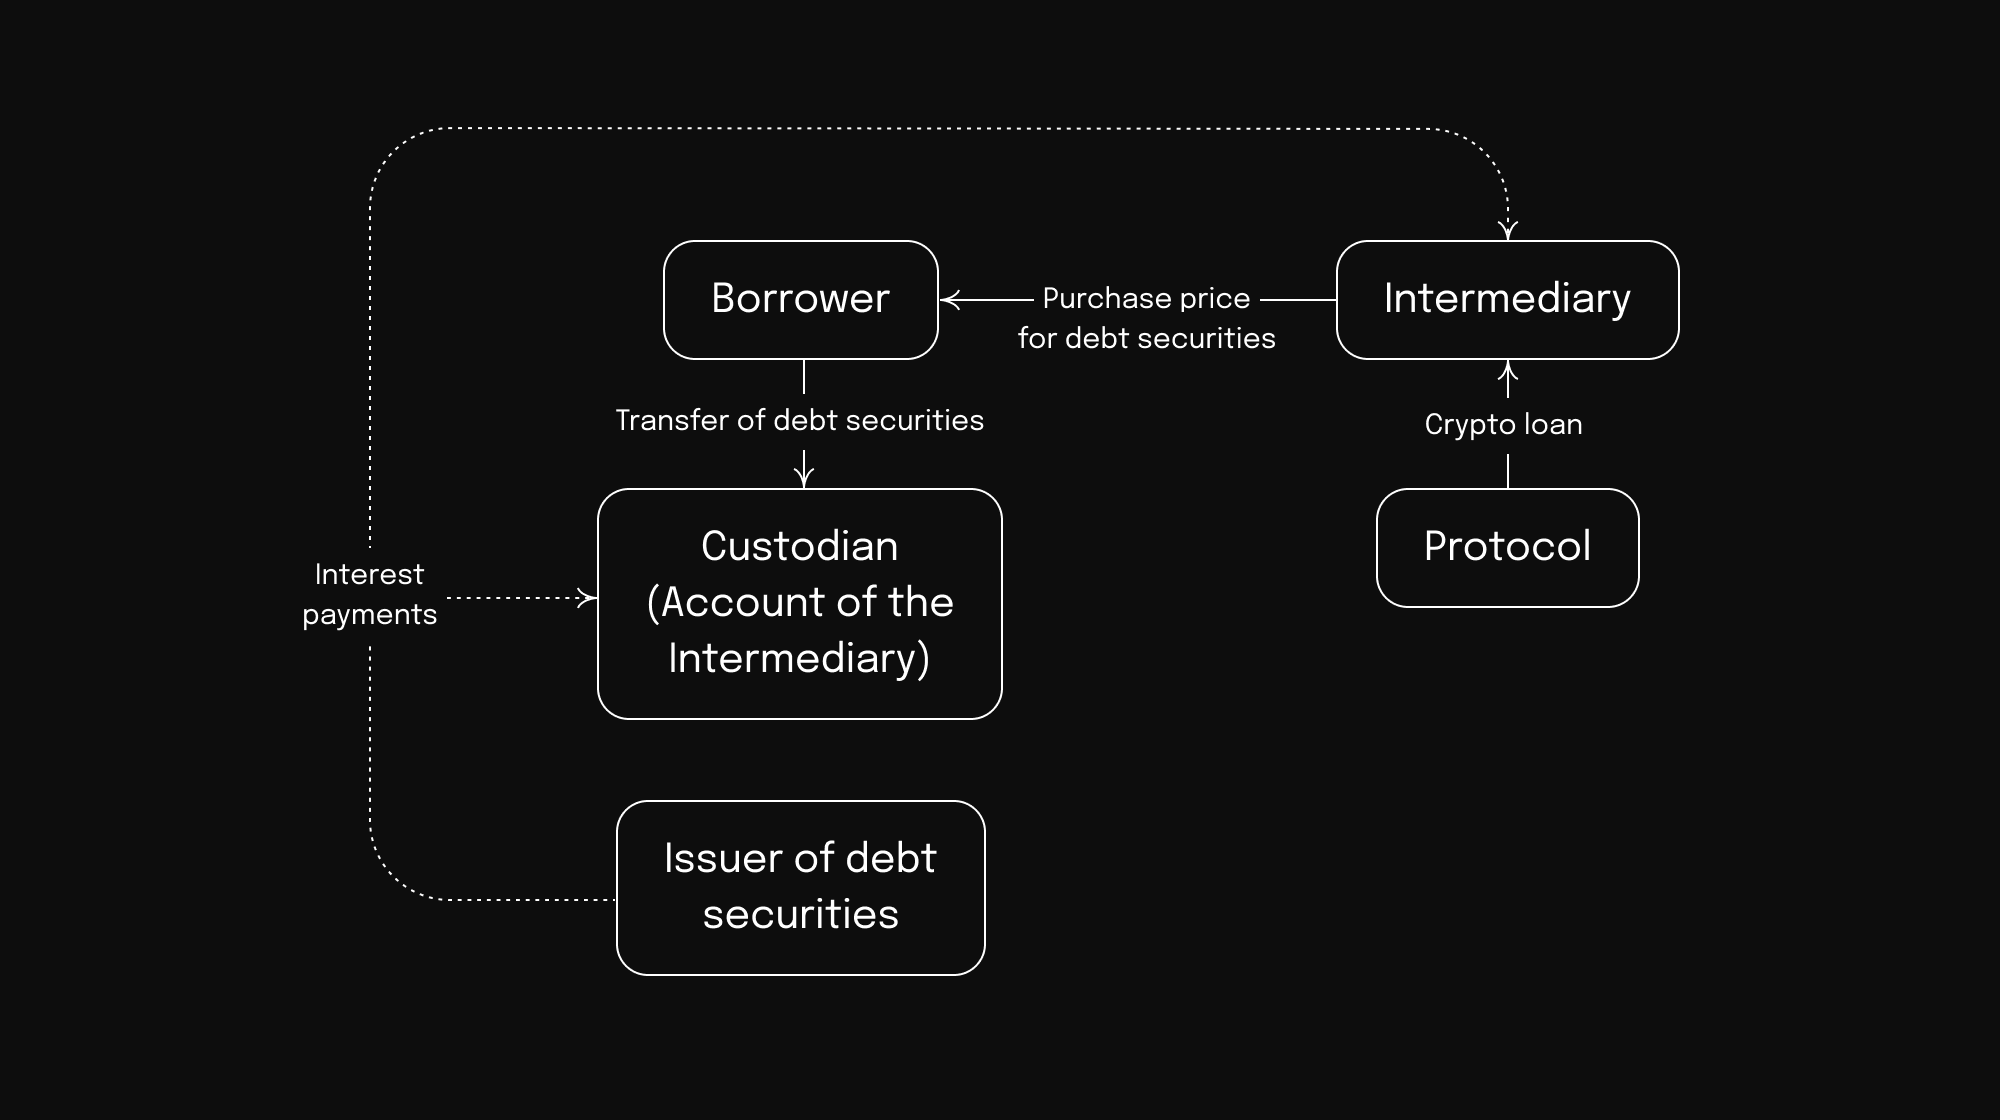 Borrower
Purchase price
for debt securities
Intermediary
Transfer of debt securities
Crypto loan
Custodian
(Account of the
Intermediary)
Protocol
Interest
payments
Issuer of debt
securities